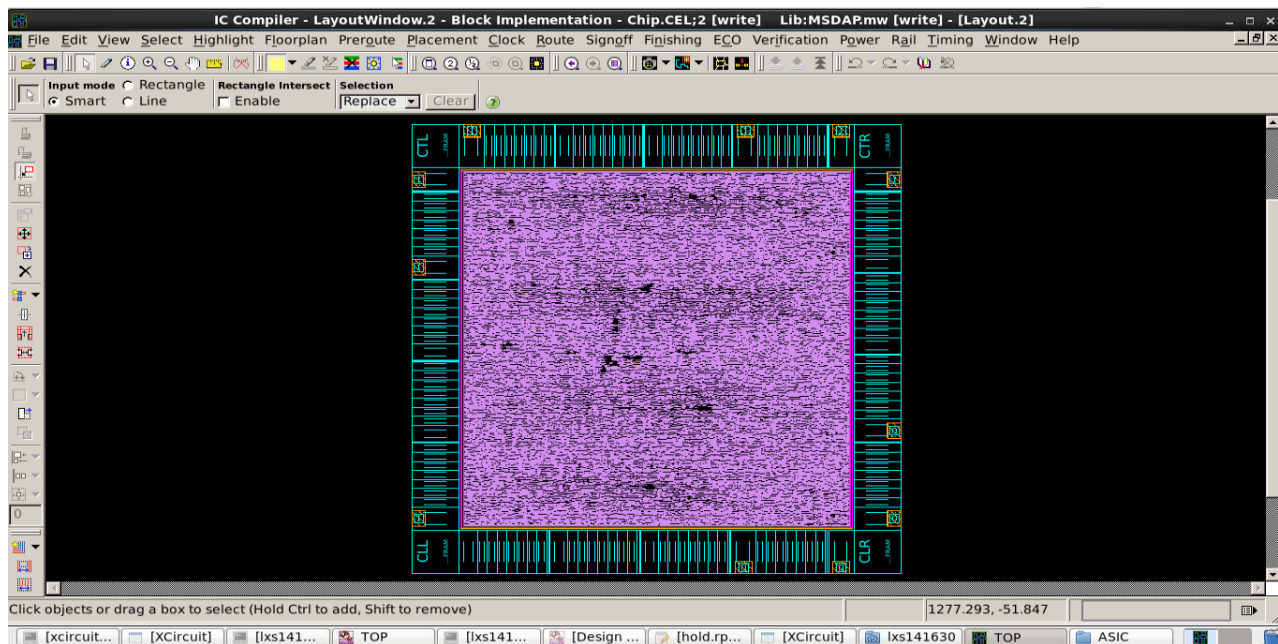 IC Compiler - LayoutWindow.2 - Block Implementation - Chip.CEL;2 [write]    Lib:MSDAP.mw [write] - [Layout.2]
File Edit View Select Highlight Floorplan Preroute Placement Clock Route Signoff Finishing ECO Verification Power Rail Timing Window Help
Input mode Rectangle Rectangle Intersect Selection
Smart Line Enable Replace Clear
CTL
CTR
CLL
CLR
0
Click objects or drag a box to select (Hold Ctrl to add, Shift to remove) 1277.293, -51.847
[xcircuit... [XCircuit] [lxs141... TOP [lxs141... [Design ... [hold.rp... [XCircuit] lxs141630 TOP ASIC